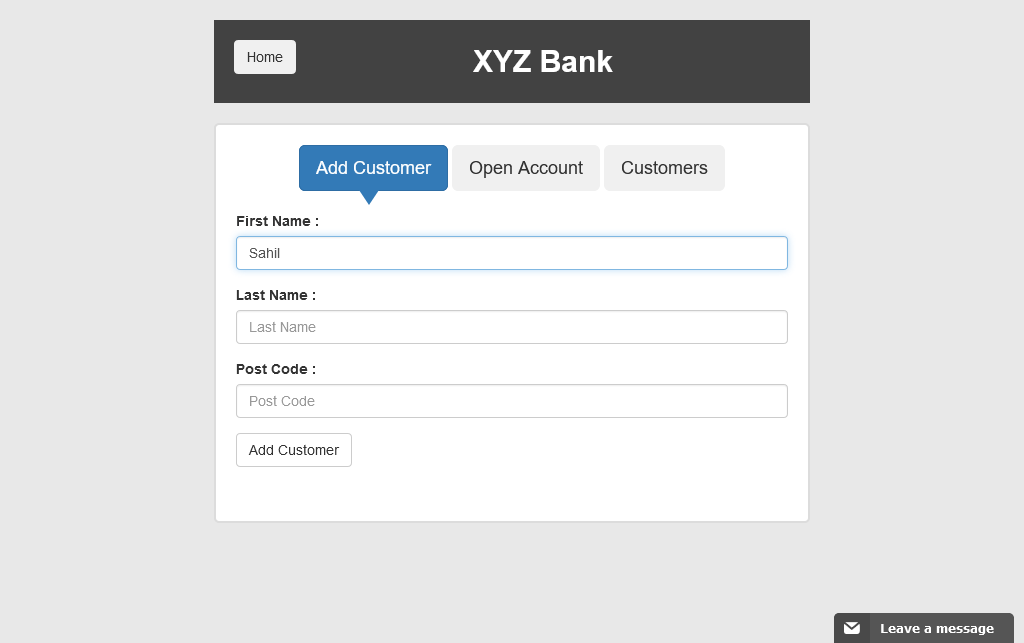 Home
XYZ Bank
Add Customer
Open Account
Customers
First Name :
Sahil
Last Name :
Last Name
Post Code :
Post Code
Add Customer
Leave a message